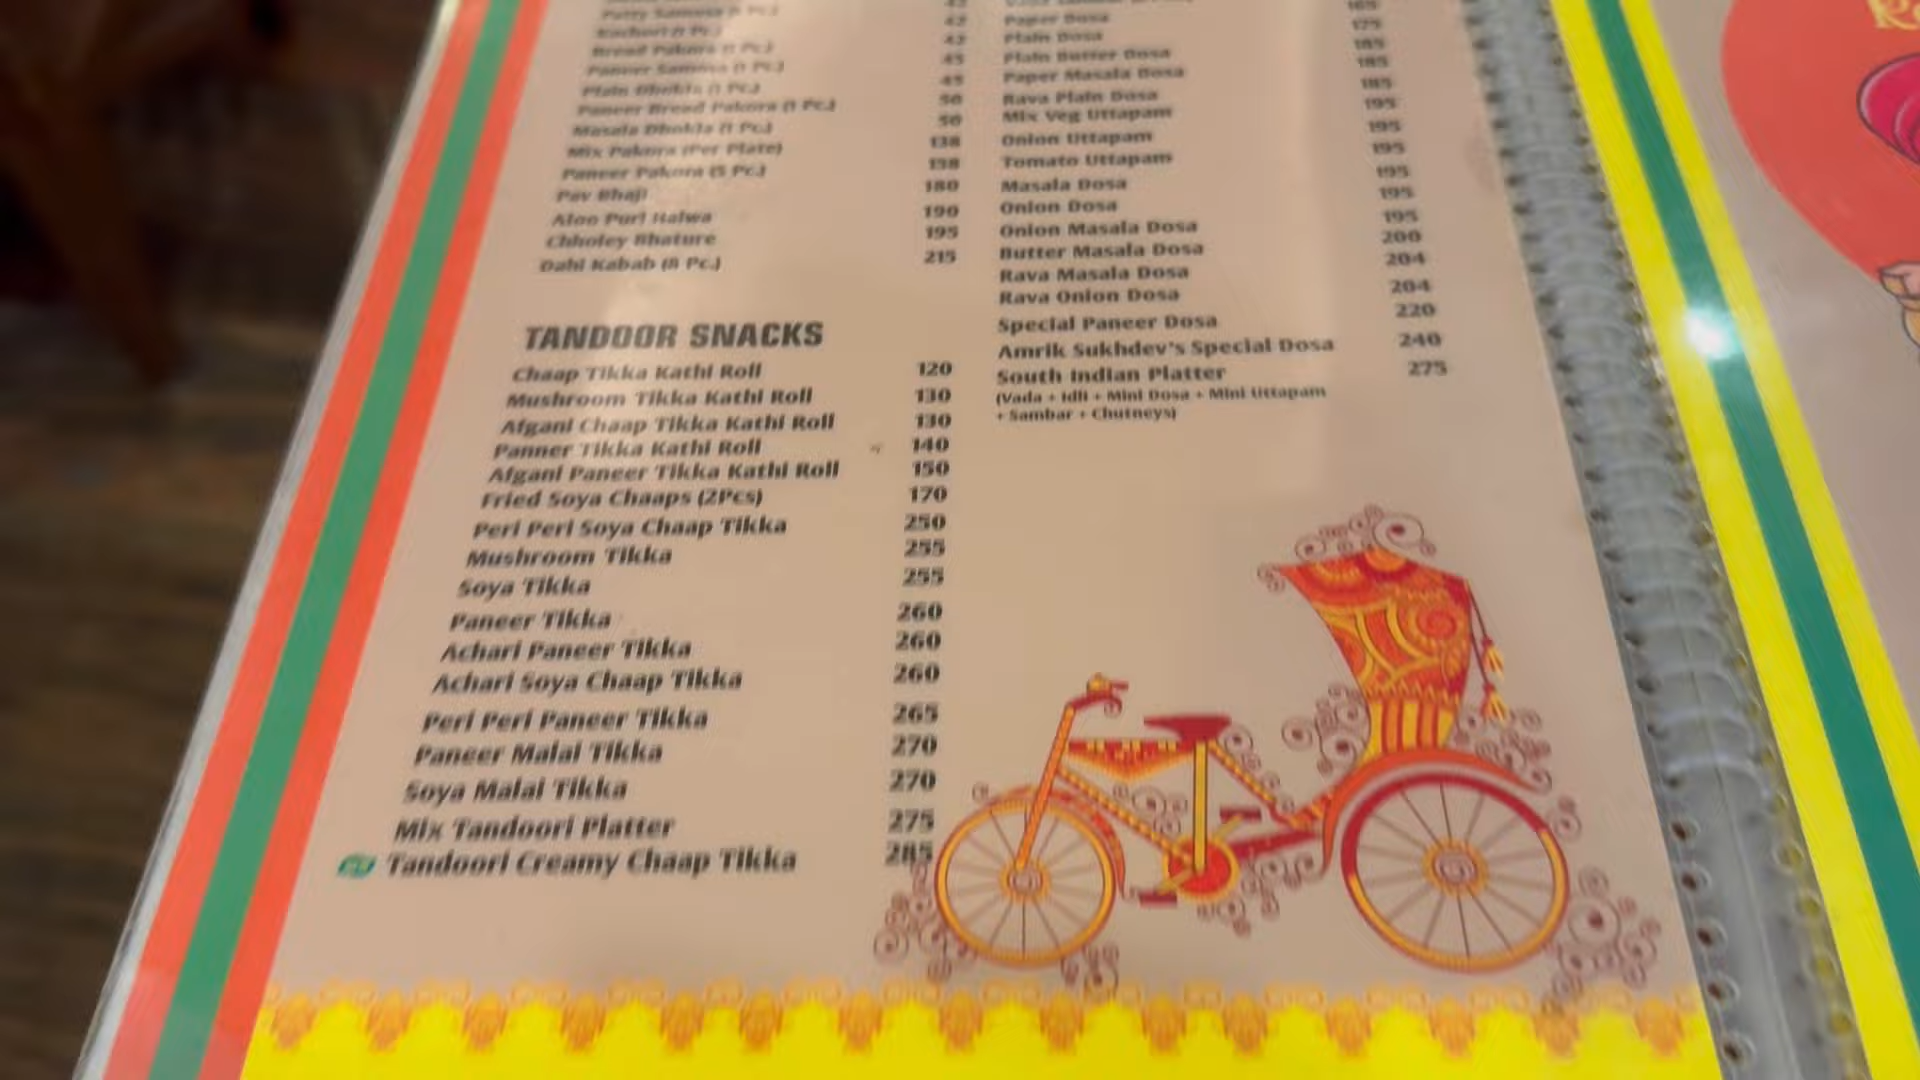 Patty Samosa (1 Pc.) 42
Kachori (1 Pc.) 42
Bread Pakora (1 Pc.) 42
Paneer Samosa (1 Pc.) 45
Plain Dhokla (1 Pc.) 45
Paneer Bread Pakora (1 Pc.) 50
Masala Dhokla (1 Pc.) 50
Mix Pakora (Per Plate) 138
Paneer Pakora (5 Pc.) 158
Pav Bhaji 180
Aloo Puri Halwa 190
Chholey Bhature 195
Dahi Kabab (8 Pc.) 215
TANDOOR SNACKS
Chaap Tikka Kathi Roll 120
Mushroom Tikka Kathi Roll 130
Afgani Chaap Tikka Kathi Roll 130
Panner Tikka Kathi Roll 140
Afgani Paneer Tikka Kathi Roll 150
Fried Soya Chaaps (2Pcs) 170
Peri Peri Soya Chaap Tikka 250
Mushroom Tikka 255
Soya Tikka 255
Paneer Tikka 260
Achari Paneer Tikka 260
Achari Soya Chaap Tikka 260
Peri Peri Paneer Tikka 265
Paneer Malai Tikka 270
Soya Malai Tikka 270
Mix Tandoori Platter 275
Tandoori Creamy Chaap Tikka 285
Paper Dosa 165
Plain Dosa 175
Plain Butter Dosa 185
Paper Masala Dosa 185
Rava Plain Dosa 185
Mix Veg Uttapam 195
Onion Uttapam 195
Tomato Uttapam 195
Masala Dosa 195
Onion Dosa 195
Onion Masala Dosa 195
Butter Masala Dosa 200
Rava Masala Dosa 204
Rava Onion Dosa 204
Special Paneer Dosa 220
Amrik Sukhdev's Special Dosa 240
South Indian Platter 275
(Vada + Idli + Mini Dosa + Mini Uttapam
+ Sambar + Chutneys)